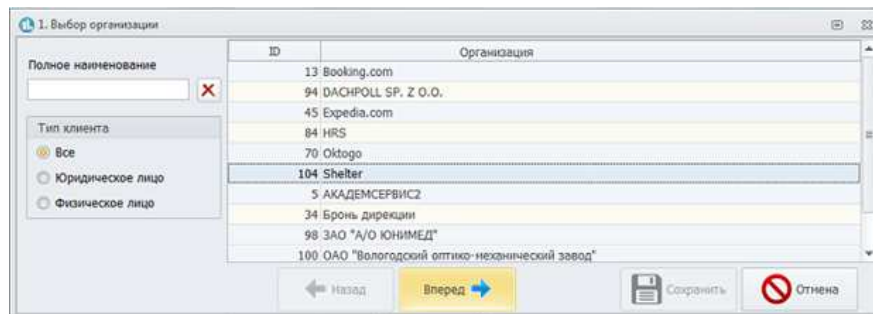 1. Выбор организации
Полное наименование
Тип клиента
Все
Юридическое лицо
Физическое лицо
ID Организация
13 Booking.com
94 DACHPOLL SP. Z O.O.
45 Expedia.com
84 HRS
70 Oktogo
104 Shelter
5 АКАДЕМСЕРВИС2
34 Бронь дирекции
98 ЗАО "А/О ЮНИМЕД"
100 ОАО "Вологодский оптико-механический завод"
Назад Вперед Сохранить Отмена